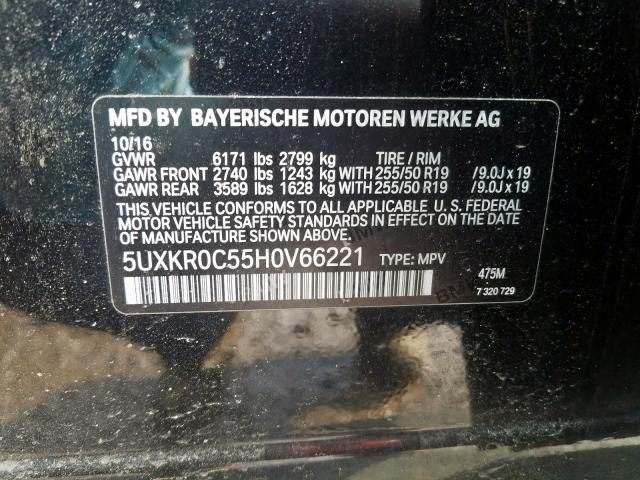 MFD BY BAYERISCHE MOTOREN WERKE AG
10/16
GVWR 6171 lbs 2799 kg TIRE / RIM
GAWR FRONT 2740 lbs 1243 kg WITH 255/50 R19 /9.0J x 19
GAWR REAR 3589 lbs 1628 kg WITH 255/50 R19 /9.0J x 19
THIS VEHICLE CONFORMS TO ALL APPLICABLE U. S. FEDERAL
MOTOR VEHICLE SAFETY STANDARDS IN EFFECT ON THE DATE
OF MANUFACTURE SHOWN ABOVE.
5UXKR0C55H0V66221 TYPE: MPV
475M
7 320 729